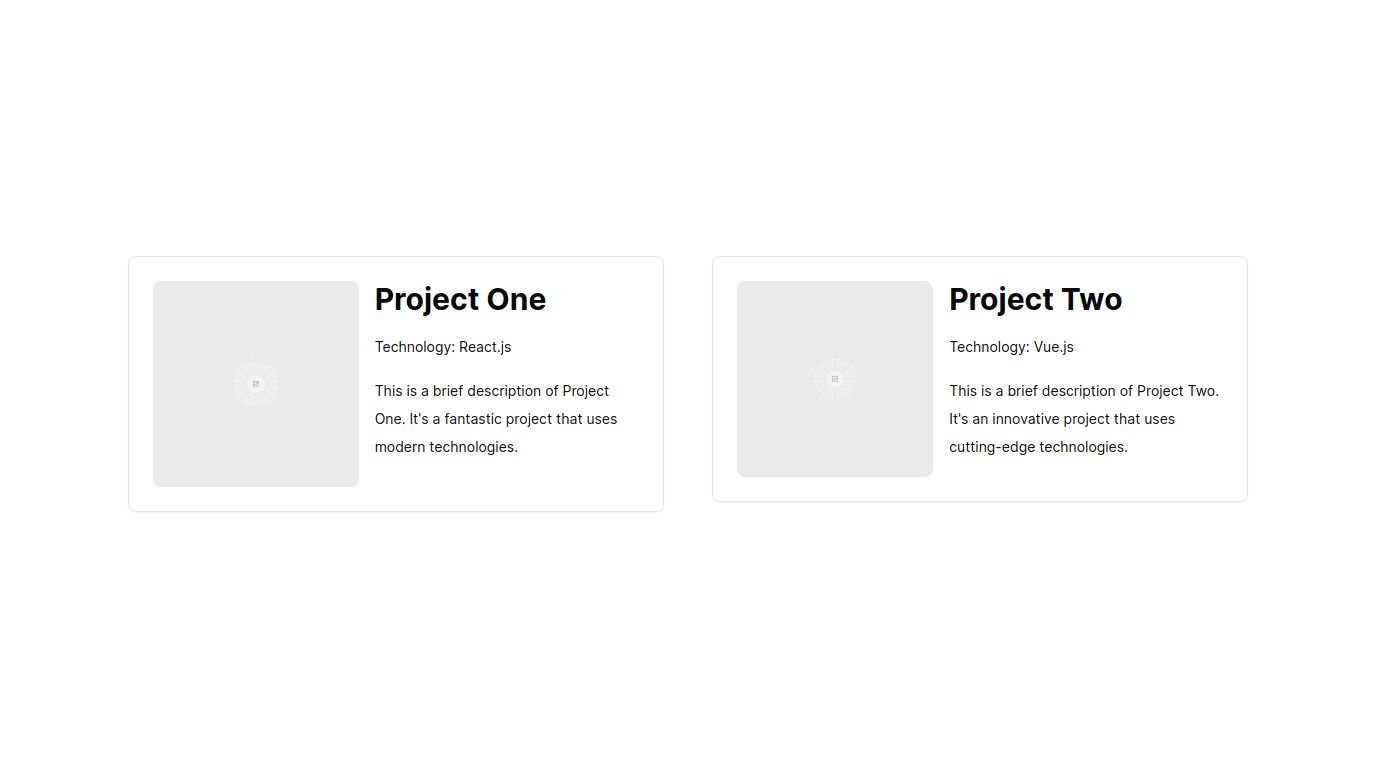 Project One
Technology: React.js
This is a brief description of Project
One. It's a fantastic project that uses
modern technologies.
Project Two
Technology: Vue.js
This is a brief description of Project Two.
It's an innovative project that uses
cutting-edge technologies.